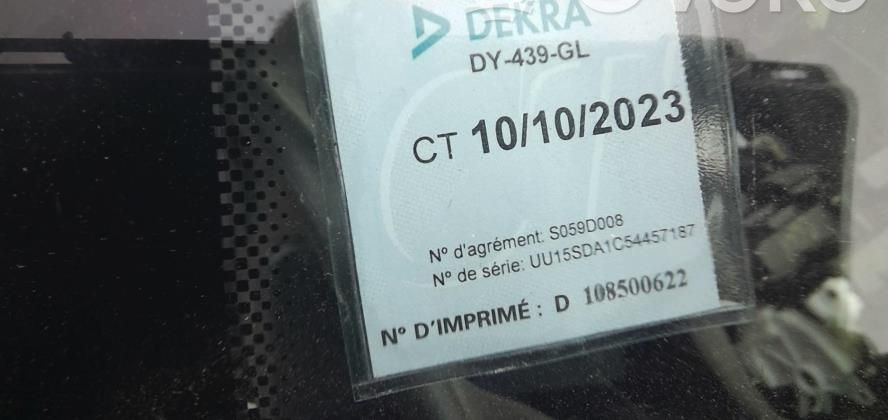 DEKRA
DY-439-GL
CT 10/10/2023
N° d'agrément: S059D008
N° de série: UU15SDA1C54457187
N° D'IMPRIMÉ : D 108500622